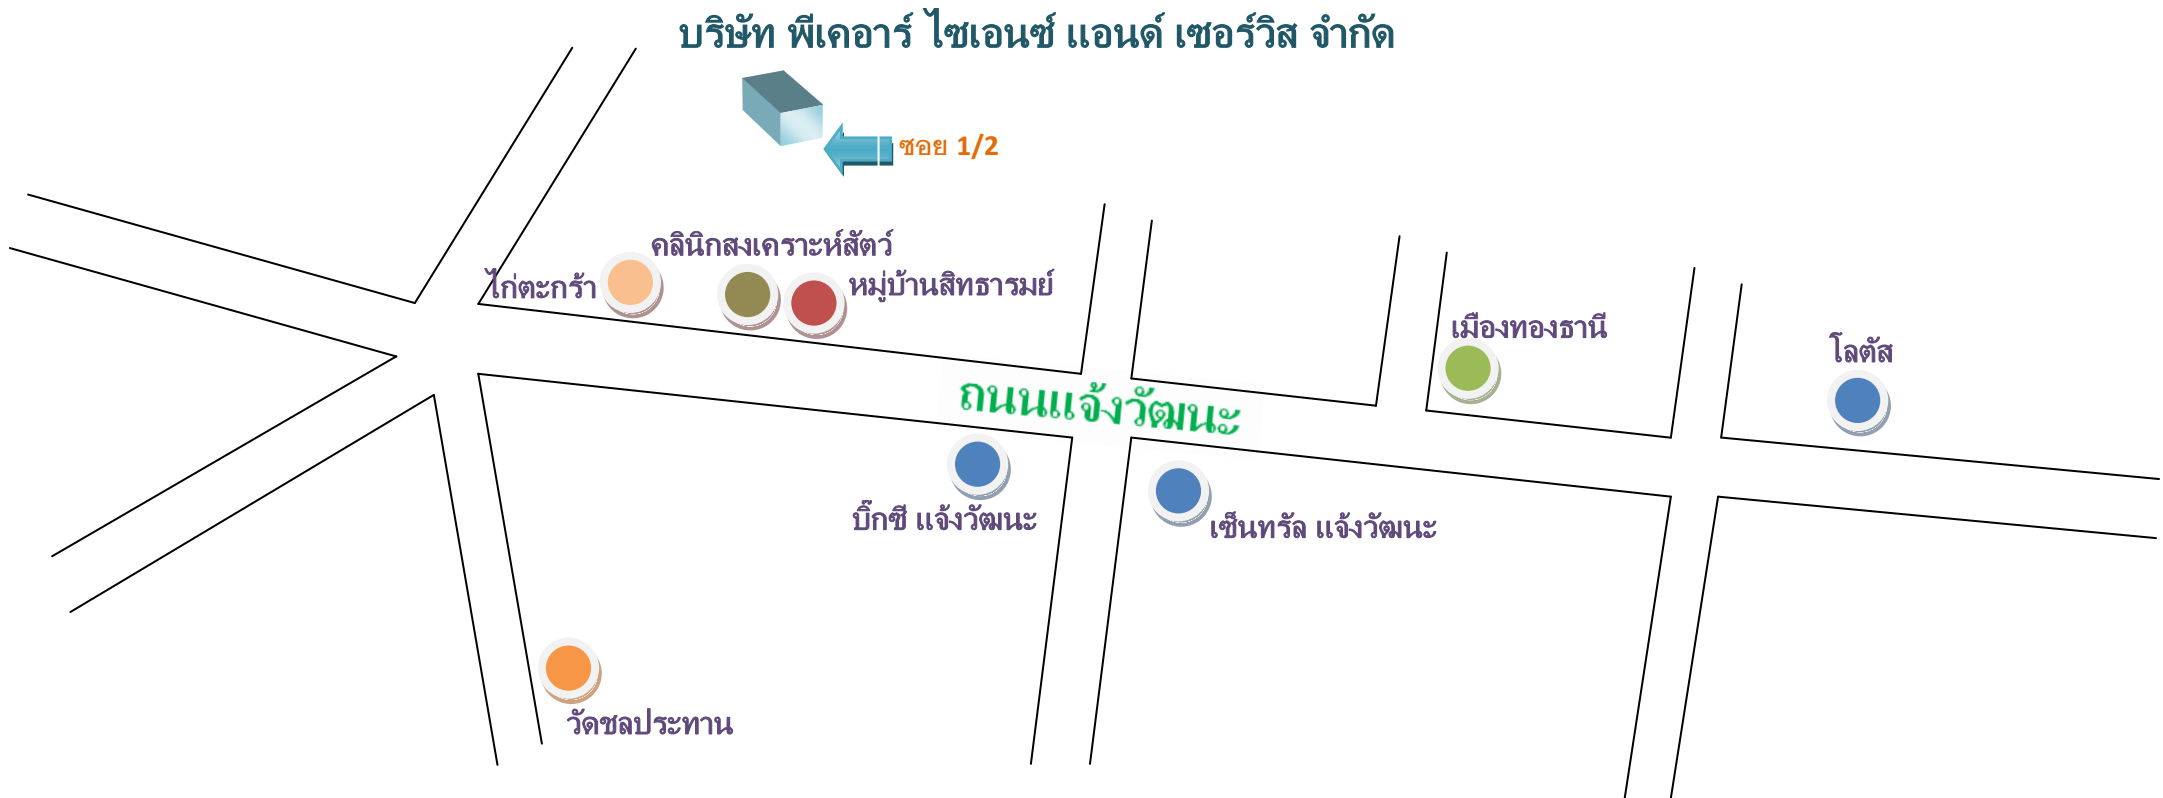 บริษัท พีเคอาร์ ไซเอนซ์ แอนด์ เซอร์วิส จำกัด
ซอย 1/2
คลินิกสงเคราะห์สัตว์
ไก่ตะกร้า
หมู่บ้านสิทธารมย์
เมืองทองธานี
โลตัส
ถนนแจ้งวัฒนะ
บิ๊กซี แจ้งวัฒนะ
เซ็นทรัล แจ้งวัฒนะ
วัดชลประทาน